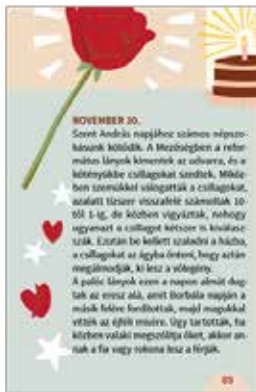 NOVEMBER 30.
Szent András napjához számos népszo-
kásunk kötődik. A Mezőségben a refor-
mátus lányok kimentek az udvarra, és a
kötényükbe csillagokat szedtek. Miköz-
ben szemükkel válogatták a csillagokat,
azalatt tízszer visszafelé számoltak 10-
től 1-ig, de közben vigyáztak, nehogy
ugyanazt a csillagot kétszer is kiválasz-
szák. Ezután be kellett szaladni a házba,
a csillagokat az ágyba önteni, hogy aztán
megálmodják, ki lesz a vőlegény.
A palóc lányok ezen a napon almát dug-
tak az eresz alá, amit Borbála napján a
másik felére fordítottak, majd magukkal
vitték az éjféli misére. Úgy tartották, ha
közben valaki megszólítja őket, akkor an-
nak a fia vagy rokona lesz a férjük.
69